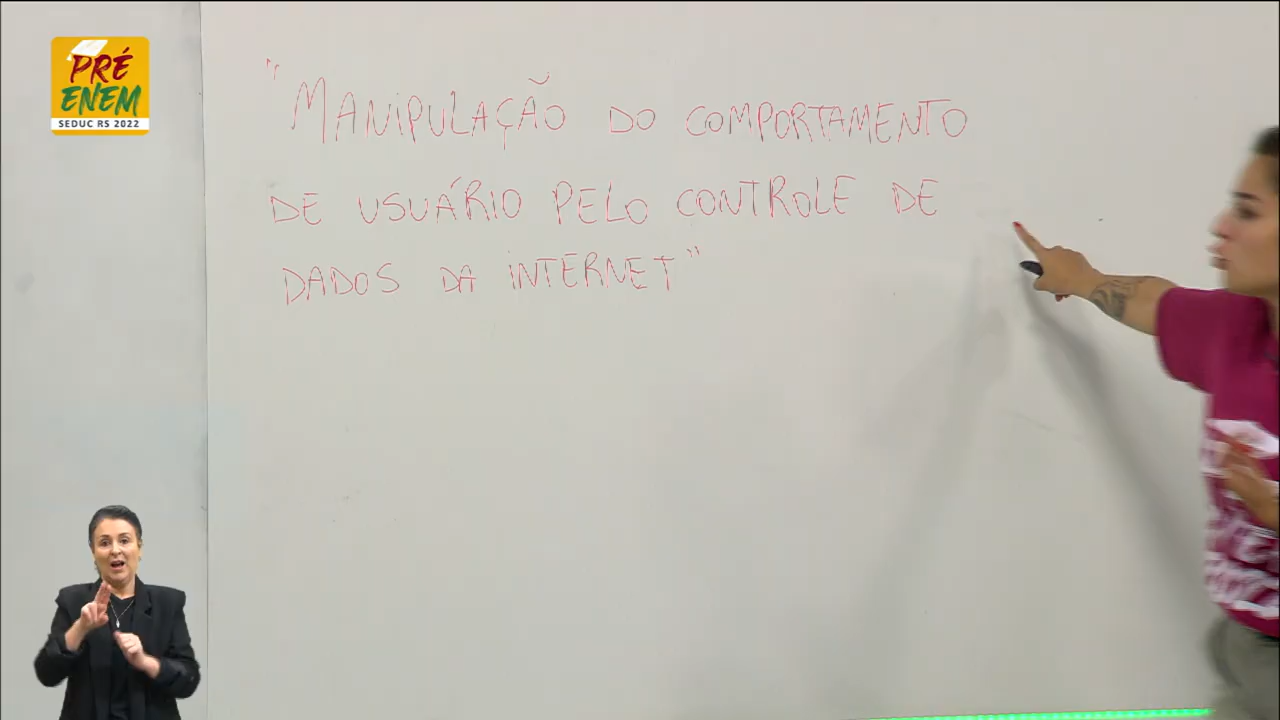 PRÉ
ENEM
SEDUC RS 2022
"MANIPULAÇÃO DO COMPORTAMENTO
DE USUÁRIO PELO CONTROLE DE
DADOS DA INTERNET"